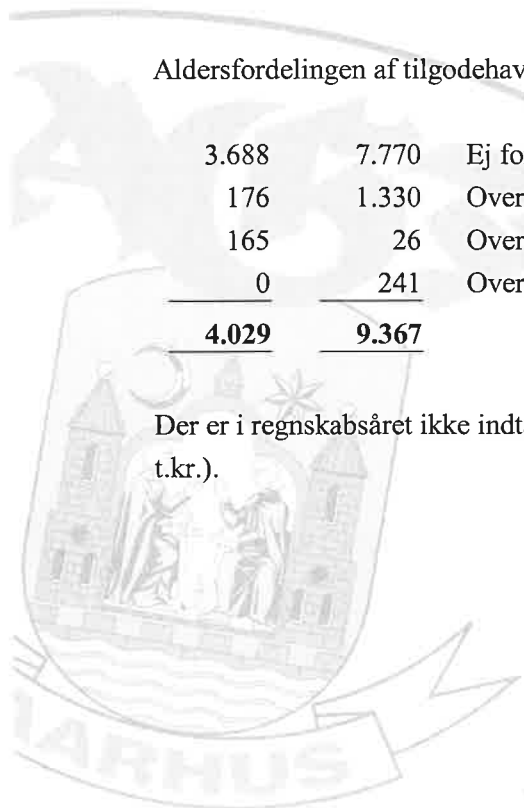 Aldersfordelingen af tilgodehav
3.688 7.770 Ej fo
176 1.330 Over
165 26 Over
0 241 Over
4.029 9.367
Der er i regnskabsåret ikke indt
t.kr.).
ARHUS